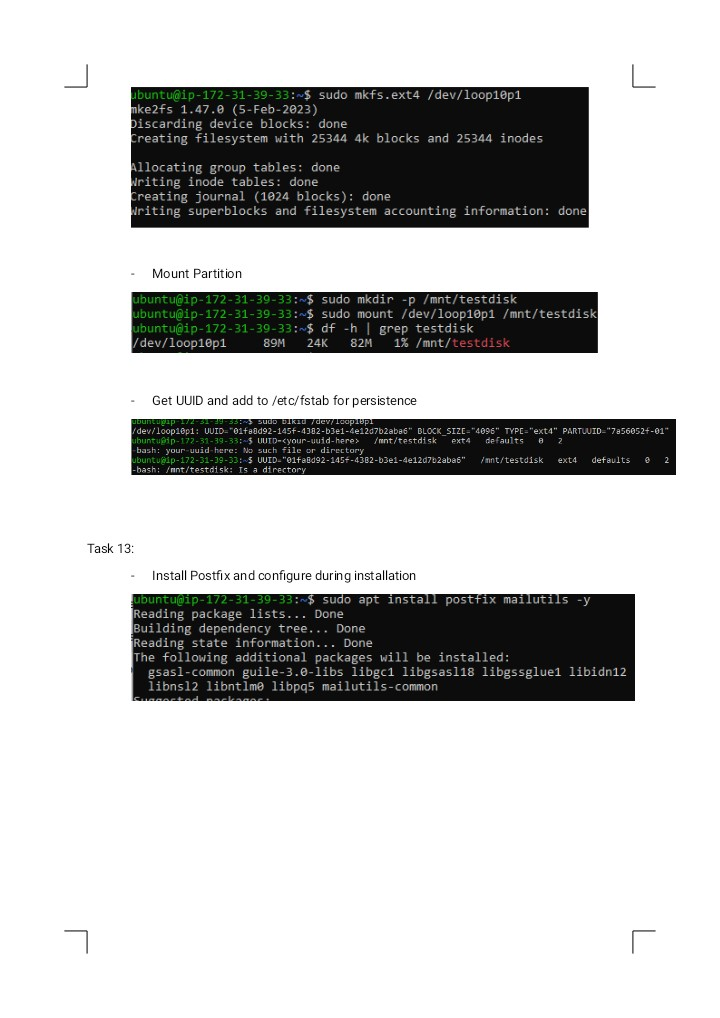 ubuntu@ip-172-31-39-33:~$ sudo mkfs.ext4 /dev/loop10p1
mke2fs 1.47.0 (5-Feb-2023)
Discarding device blocks: done
Creating filesystem with 25344 4k blocks and 25344 inodes
Allocating group tables: done
Writing inode tables: done
Creating journal (1024 blocks): done
Writing superblocks and filesystem accounting information: done
- Mount Partition
ubuntu@ip-172-31-39-33:~$ sudo mkdir -p /mnt/testdisk
ubuntu@ip-172-31-39-33:~$ sudo mount /dev/loop10p1 /mnt/testdisk
ubuntu@ip-172-31-39-33:~$ df -h | grep testdisk
/dev/loop10p1 89M 24K 82M 1% /mnt/testdisk
- Get UUID and add to /etc/fstab for persistence
ubuntu@ip-172-31-39-33:~$ sudo blkid /dev/loop10p1
/dev/loop10p1: UUID="01fa8d92-145f-4382-b3e1-4e12d7b2aba6" BLOCK_SIZE="4096" TYPE="ext4" PARTUUID="7a56052f-01"
ubuntu@ip-172-31-39-33:~$ UUID=<your-uuid-here> /mnt/testdisk ext4 defaults 0 2
-bash: your-uuid-here: No such file or directory
ubuntu@ip-172-31-39-33:~$ UUID="01fa8d92-145f-4382-b3e1-4e12d7b2aba6" /mnt/testdisk ext4 defaults 0 2
-bash: /mnt/testdisk: Is a directory
Task 13:
- Install Postfix and configure during installation
ubuntu@ip-172-31-39-33:~$ sudo apt install postfix mailutils -y
Reading package lists... Done
Building dependency tree... Done
Reading state information... Done
The following additional packages will be installed:
gsasl-common guile-3.0-libs libgc1 libgsasl18 libgssglue1 libidn12
libnsl2 libntlm0 libpq5 mailutils-common
Suggested packages: